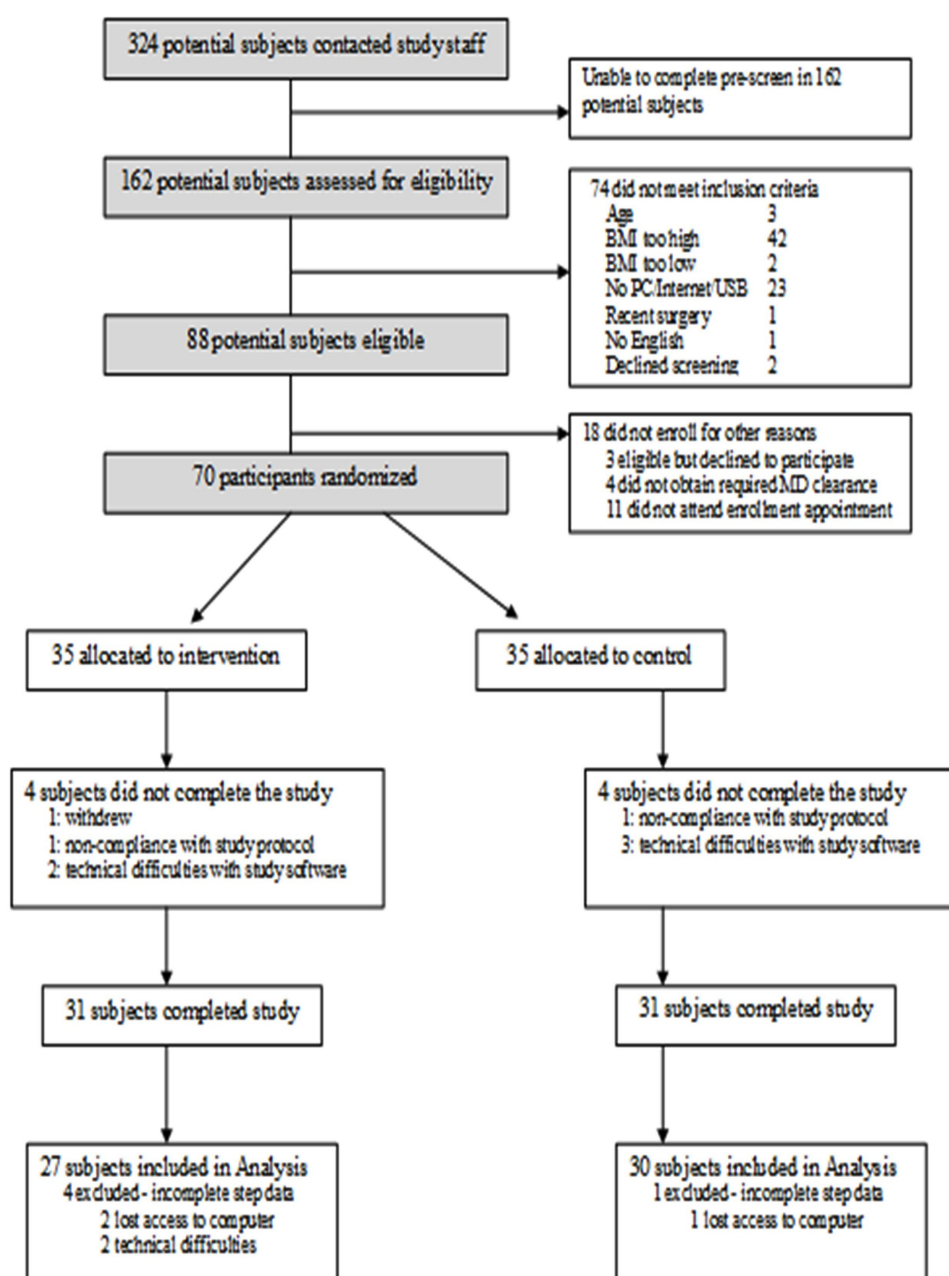 324 potential subjects contacted study staff
Unable to complete pre-screen in 162
potential subjects
162 potential subjects assessed for eligibility
74 did not meet inclusion criteria
Age 3
BMI too high 42
BMI too low 2
No PC/Internet/USB 23
Recent surgery 1
No English 1
Declined screening 2
88 potential subjects eligible
18 did not enroll for other reasons
3 eligible but declined to participate
4 did not obtain required MD clearance
11 did not attend enrollment appointment
70 participants randomized
35 allocated to intervention
35 allocated to control
4 subjects did not complete the study
1: withdrew
1: non-compliance with study protocol
2: technical difficulties with study software
4 subjects did not complete the study
1: non-compliance with study protocol
3: technical difficulties with study software
31 subjects completed study
31 subjects completed study
27 subjects included in Analysis
4 excluded - incomplete step data
2 lost access to computer
2 technical difficulties
30 subjects included in Analysis
1 excluded - incomplete step data
1 lost access to computer